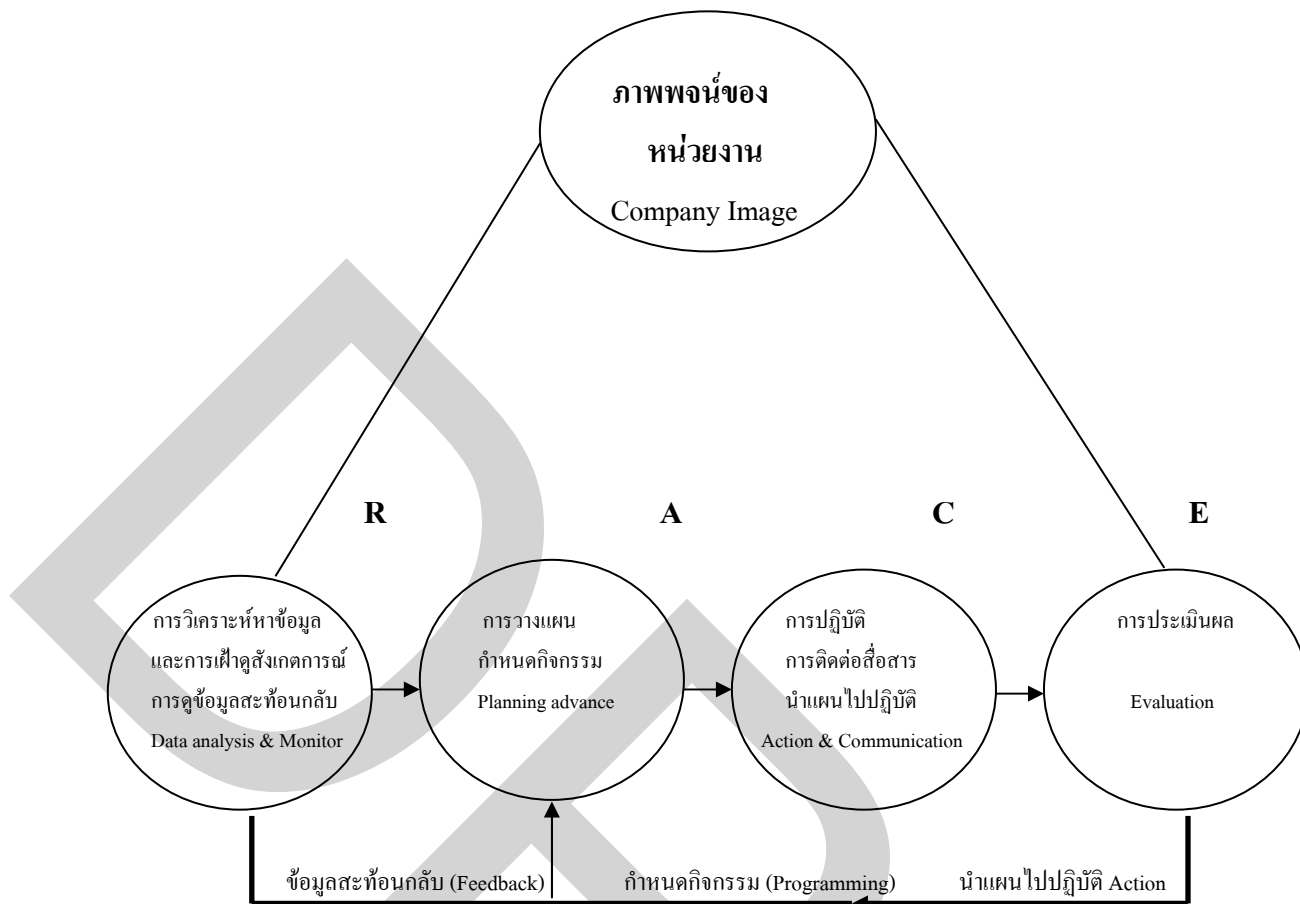 ภาพพจน์ของ
หน่วยงาน
Company Image
R A C E
การวิเคราะห์หาข้อมูล
และการเฝ้าดูสังเกตการณ์
การดูข้อมูลสะท้อนกลับ
Data analysis & Monitor
การวางแผน
กำหนดกิจกรรม
Planning advance
การปฏิบัติ
การติดต่อสื่อสาร
นำแผนไปปฏิบัติ
Action & Communication
การประเมินผล
Evaluation
ข้อมูลสะท้อนกลับ (Feedback) กำหนดกิจกรรม (Programming) นำแผนไปปฏิบัติ Action